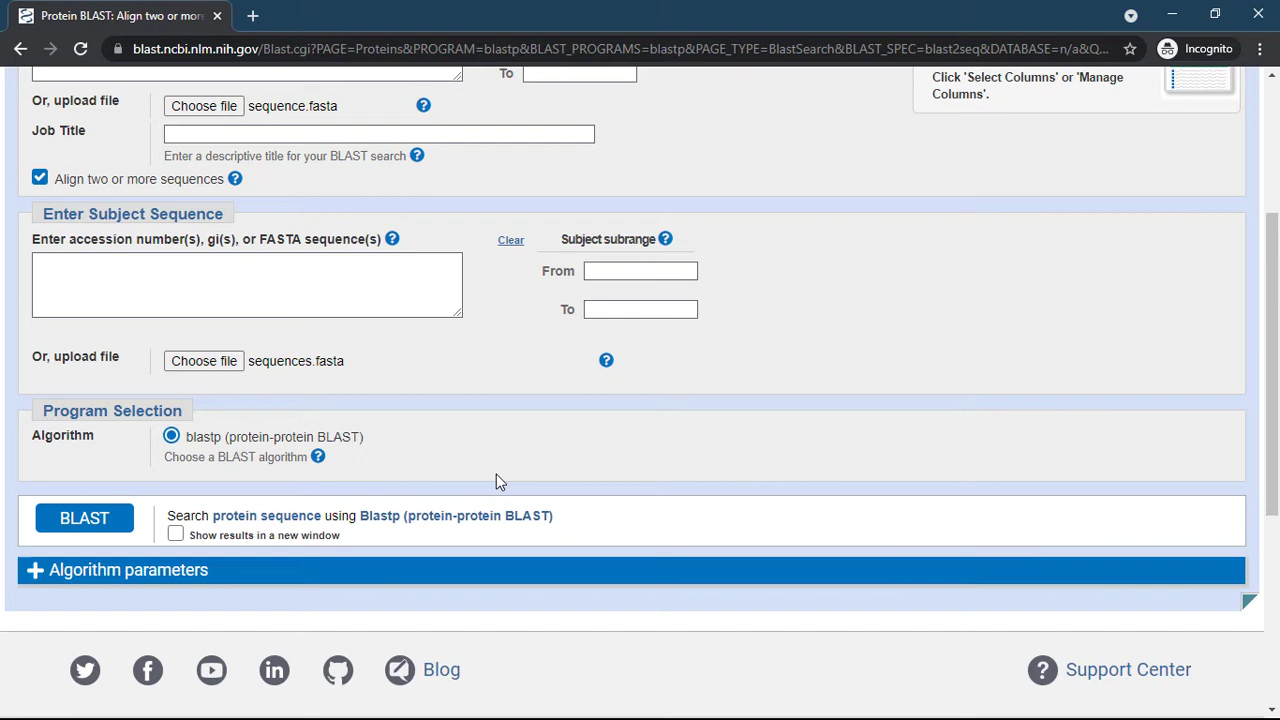 Protein BLAST: Align two or more
blast.ncbi.nlm.nih.gov/Blast.cgi?PAGE=Proteins&PROGRAM=blastp&BLAST_PROGRAMS=blastp&PAGE_TYPE=BlastSearch&BLAST_SPEC=blast2seq&DATABASE=n/a&Q...
Incognito
To
Click 'Select Columns' or 'Manage
Columns'.
Or, upload file
Choose file sequence.fasta
Job Title
Enter a descriptive title for your BLAST search
Align two or more sequences
Enter Subject Sequence
Enter accession number(s), gi(s), or FASTA sequence(s)
Clear
Subject subrange
From
To
Or, upload file
Choose file sequences.fasta
Program Selection
Algorithm
blastp (protein-protein BLAST)
Choose a BLAST algorithm
BLAST
Search protein sequence using Blastp (protein-protein BLAST)
Show results in a new window
Algorithm parameters
Blog
Support Center